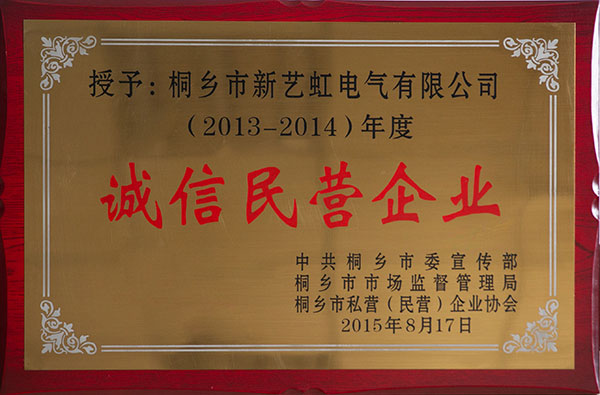 授予：桐乡市新艺虹电气有限公司
（2013-2014）年度
诚信民营企业
中共桐乡市委宣传部
桐乡市市场监督管理局
桐乡市私营（民营）企业协会
2015年8月17日